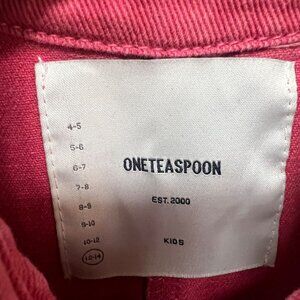 4-5
5-6
6-7
7-8
8-9
9-10
10-12
12-14
ONETEASPOON
EST. 2000
KIDS